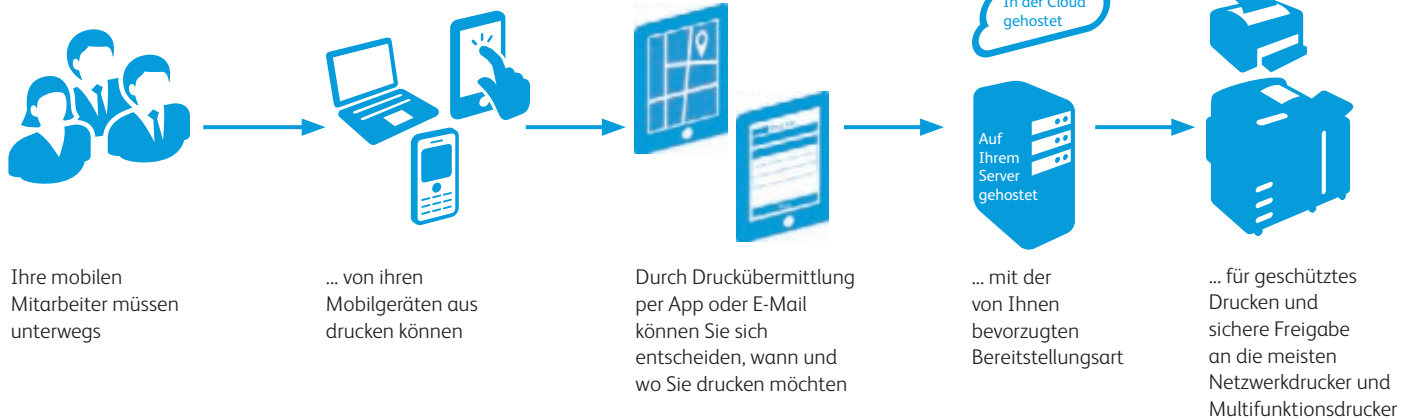 In der Cloud
gehostet
Auf
Ihrem
Server
gehostet
Ihre mobilen
Mitarbeiter müssen
unterwegs
... von ihren
Mobilgeräten aus
drucken können
Durch Druckübermittlung
per App oder E-Mail
können Sie sich
entscheiden, wann und
wo Sie drucken möchten
... mit der
von Ihnen
bevorzugten
Bereitstellungsart
... für geschütztes
Drucken und
sichere Freigabe
an die meisten
Netzwerkdrucker und
Multifunktionsdrucker